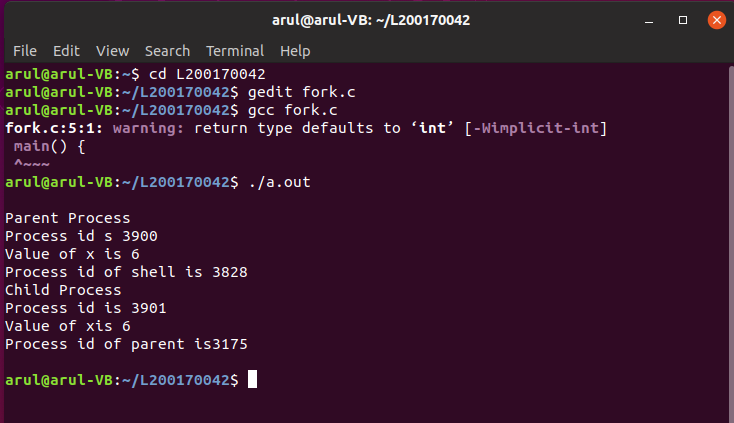 arul@arul-VB: ~/L200170042
File Edit View Search Terminal Help
arul@arul-VB:~$ cd L200170042
arul@arul-VB:~/L200170042$ gedit fork.c
arul@arul-VB:~/L200170042$ gcc fork.c
fork.c:5:1: warning: return type defaults to ‘int’ [-Wimplicit-int]
 main() {
 ^~~~
arul@arul-VB:~/L200170042$ ./a.out
Parent Process
Process id s 3900
Value of x is 6
Process id of shell is 3828
Child Process
Process id is 3901
Value of xis 6
Process id of parent is3175
arul@arul-VB:~/L200170042$